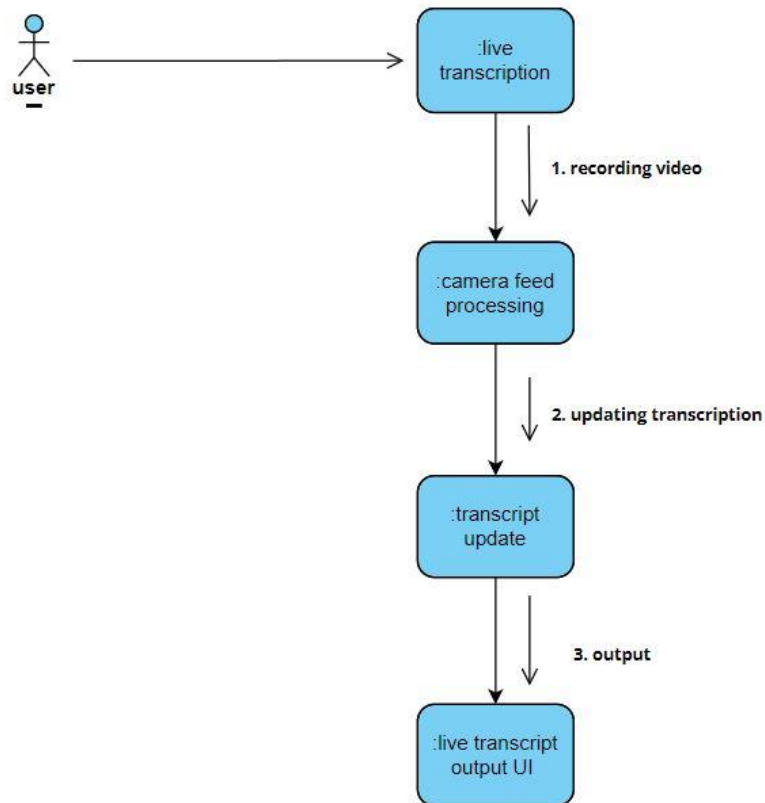 :live
transcription
user
1. recording video
:camera feed
processing
2. updating transcription
:transcript
update
3. output
:live transcript
output UI